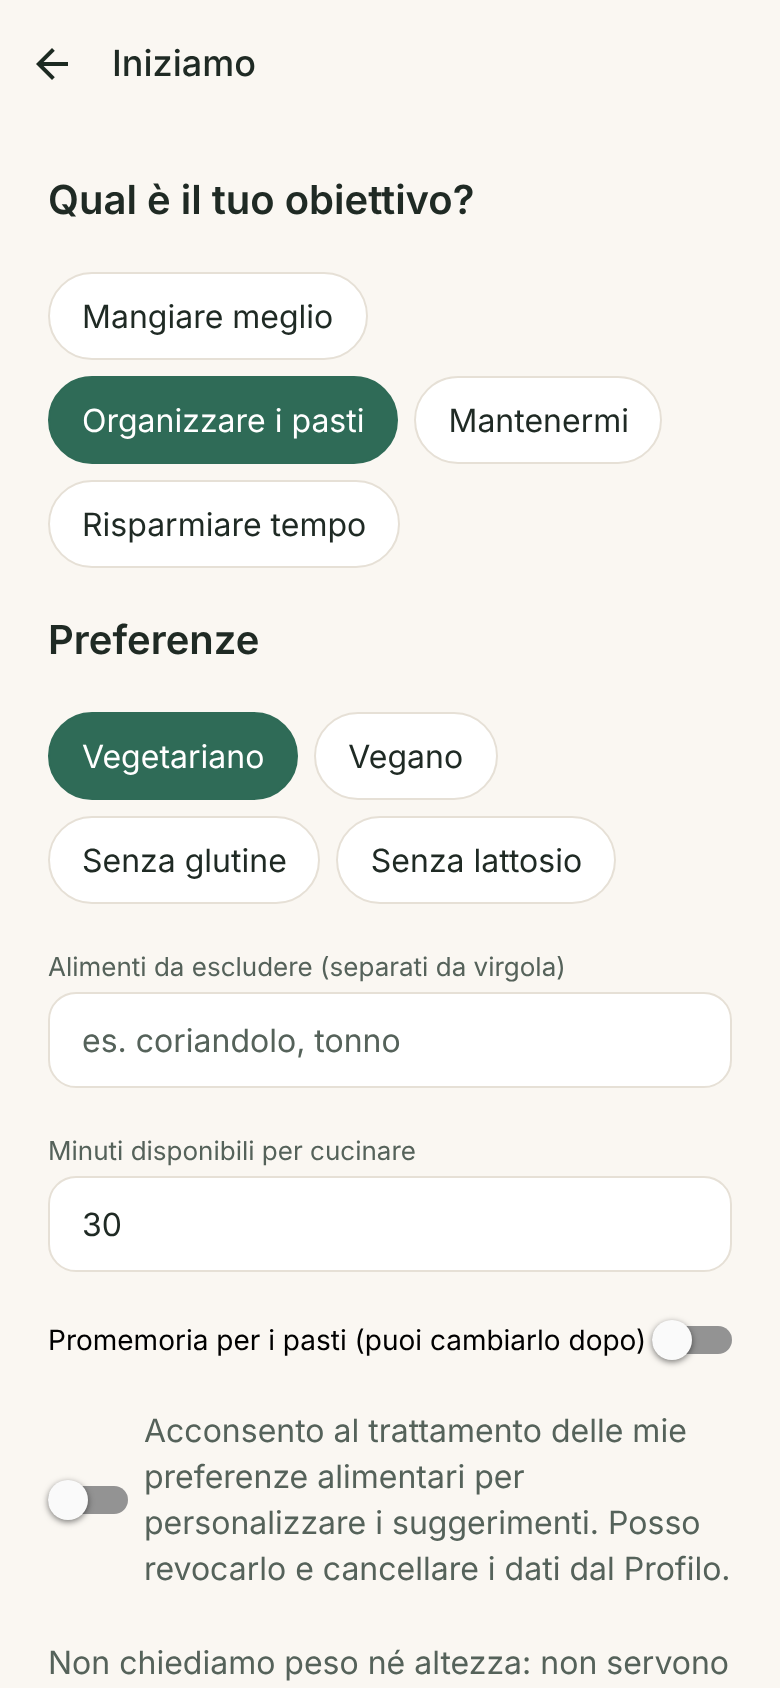 Iniziamo
Qual è il tuo obiettivo?
Mangiare meglio
Organizzare i pasti
Mantenermi
Risparmiare tempo
Preferenze
Vegetariano
Vegano
Senza glutine
Senza lattosio
Alimenti da escludere (separati da virgola)
es. coriandolo, tonno
Minuti disponibili per cucinare
30
Promemoria per i pasti (puoi cambiarlo dopo)
Acconsento al trattamento delle mie
preferenze alimentari per
personalizzare i suggerimenti. Posso
revocarlo e cancellare i dati dal Profilo.
Non chiediamo peso né altezza: non servono